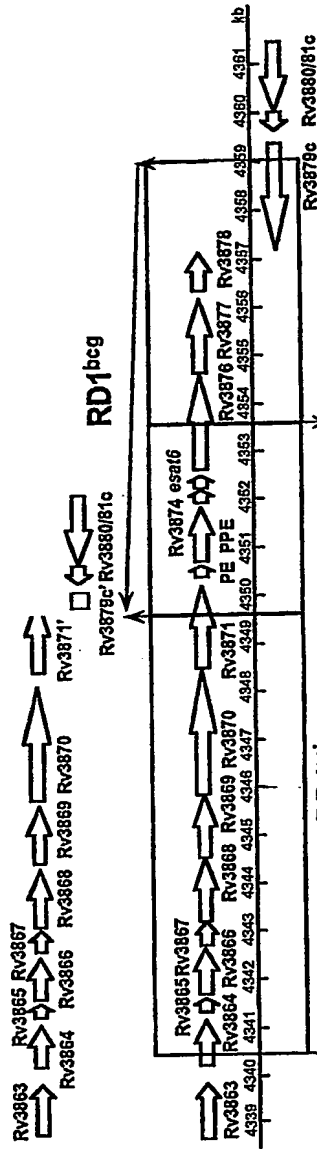 Rv3863
Rv3864
Rv3865
Rv3866
Rv3867
Rv3868
Rv3869
Rv3870
Rv3871'
Rv3879c' Rv3880/81c
RD1bcg
Rv3863
Rv3864
Rv3865 Rv3867
Rv3866
Rv3868
Rv3869
Rv3870
Rv3871
PE PPE
Rv3874 esat6
Rv3876 Rv3877
Rv3878
4339 4340 4341 4342 4343 4344 4345 4346 4347 4348 4349 4350 4351 4352 4353 4354 4355 4356 4357 4358 4359 4360 4361 kb
Rv3879c
Rv3880/81c